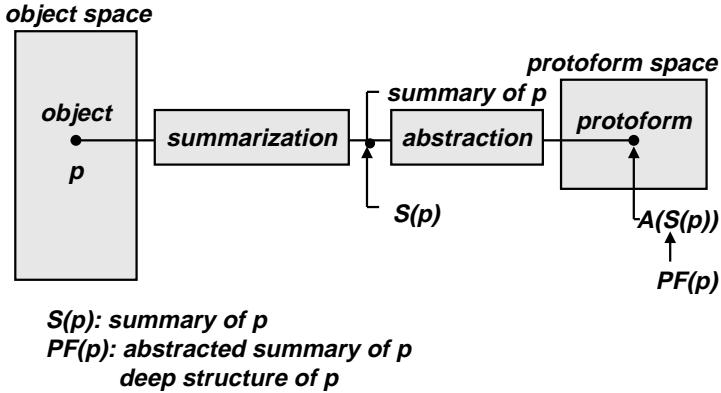 object space
protoform space
object
p
summarization
summary of p
abstraction
protoform
S(p)
A(S(p))
PF(p)
S(p): summary of p
PF(p): abstracted summary of p
deep structure of p